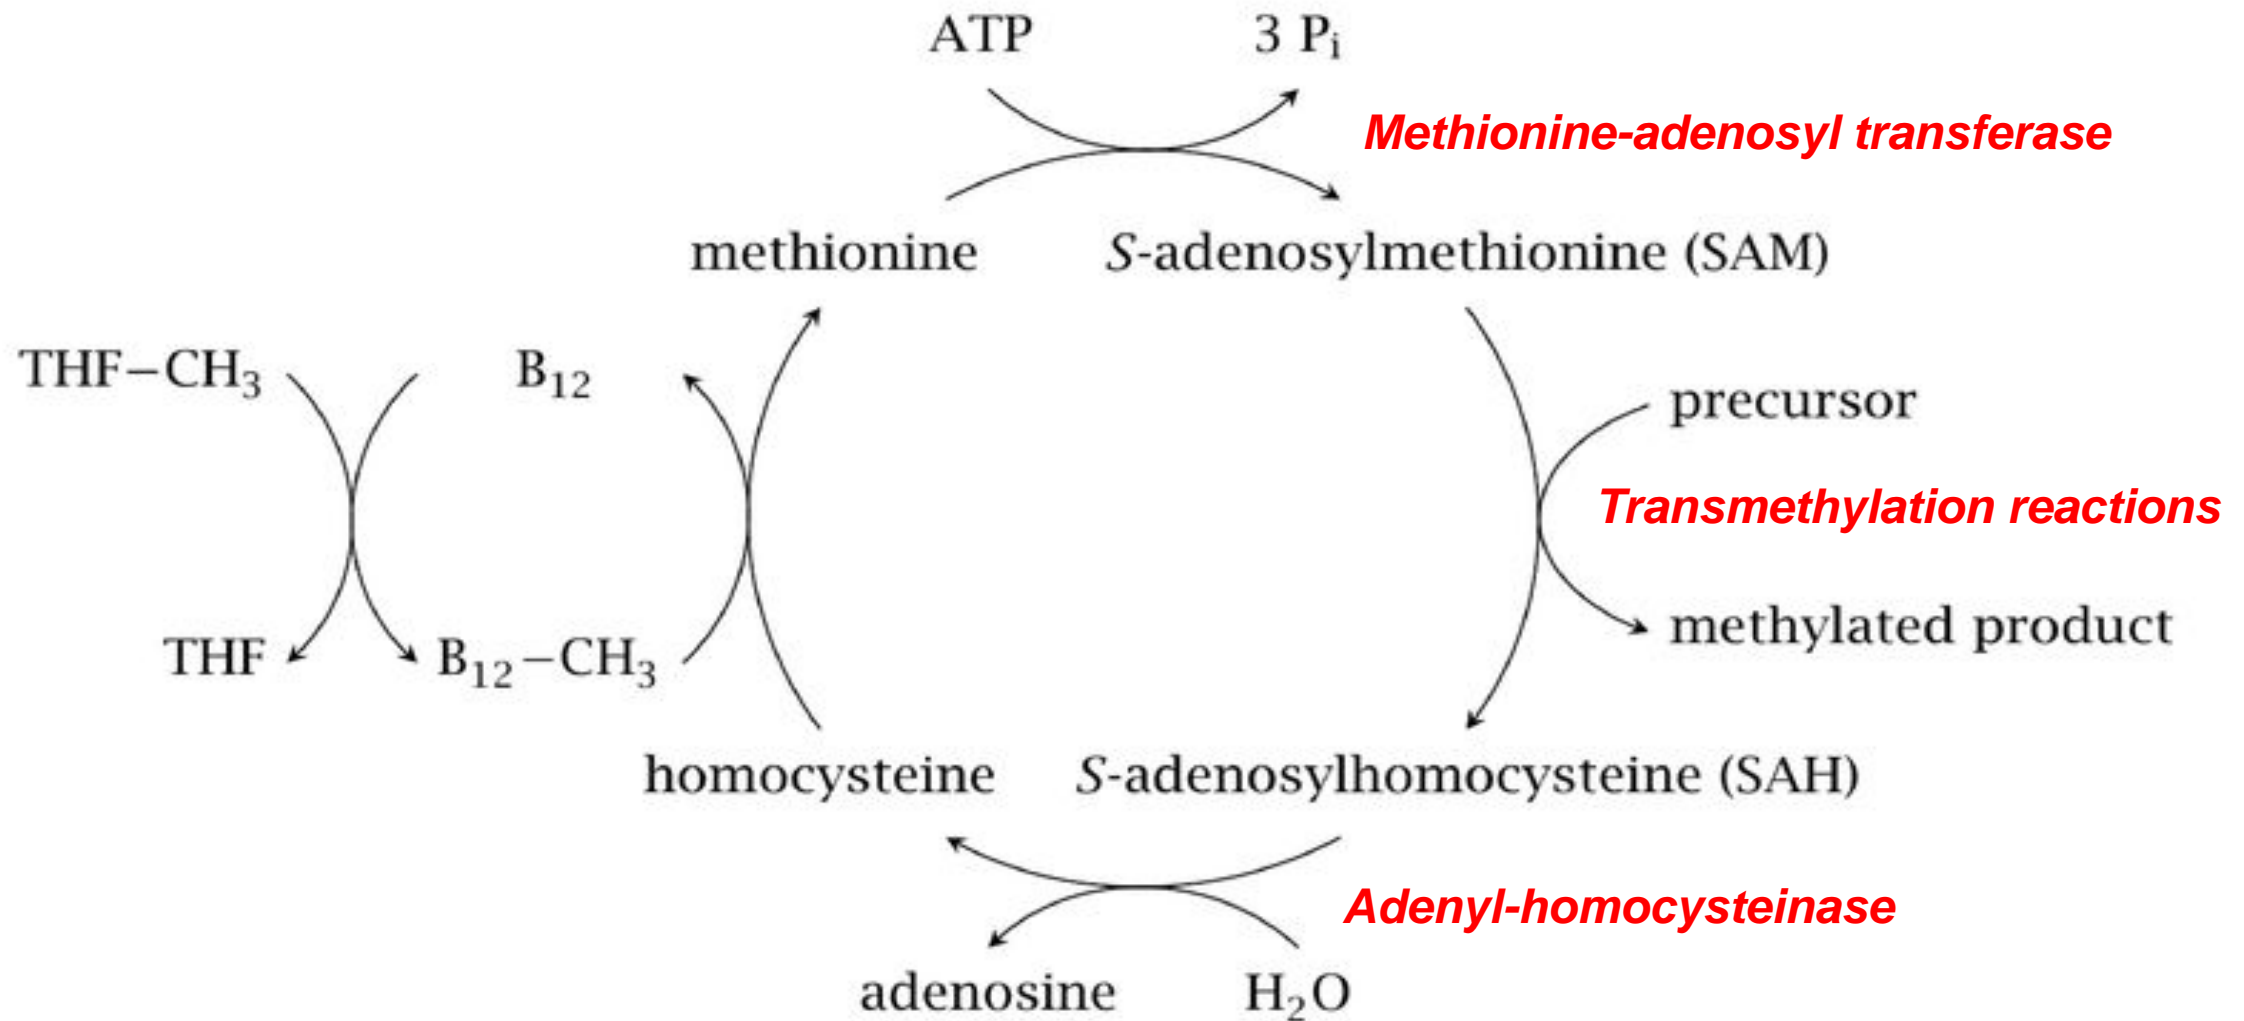 ATP
3 Pᵢ
Methionine-adenosyl transferase
methionine
S-adenosylmethionine (SAM)
THF–CH₃
B₁₂
precursor
Transmethylation reactions
THF
B₁₂–CH₃
methylated product
homocysteine
S-adenosylhomocysteine (SAH)
Adenyl-homocysteinase
adenosine
H₂O